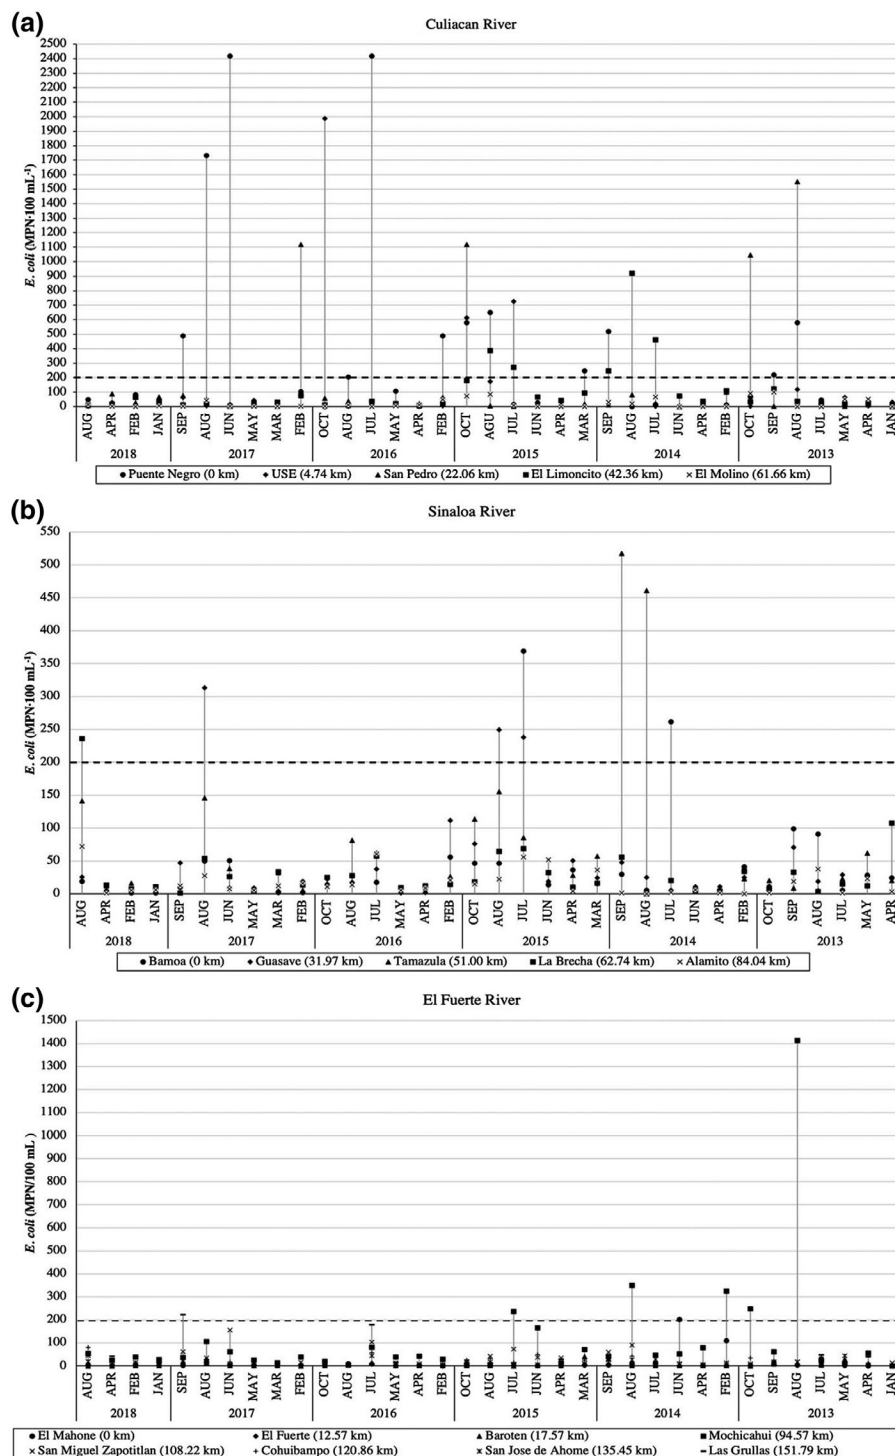 (a)
Culiacan River
E. coli (MPN·100 mL⁻¹)
2500
2400
2300
2200
2100
2000
1900
1800
1700
1600
1500
1400
1300
1200
1100
1000
900
800
700
600
500
400
300
200
100
0
AUG APR FEB JAN SEP AUG JUN MAY MAR FEB OCT AUG JUL MAY APR FEB OCT AGU JUL JUN APR MAR SEP AUG JUL JUN APR FEB OCT SEP AUG JUL MAY APR JAN
2018 2017 2016 2015 2014 2013
Puente Negro (0 km) USE (4.74 km) San Pedro (22.06 km) El Limoncito (42.36 km) El Molino (61.66 km)
(b)
Sinaloa River
E. coli (MPN·100 mL⁻¹)
550
500
450
400
350
300
250
200
150
100
50
0
AUG APR FEB JAN SEP AUG JUN MAY MAR FEB OCT AUG JUL MAY APR FEB OCT AUG JUL JUN APR MAR SEP AUG JUL JUN APR FEB OCT SEP AUG JUL MAY APR
2018 2017 2016 2015 2014 2013
Bamoa (0 km) Guasave (31.97 km) Tamazula (51.00 km) La Brecha (62.74 km) Alamito (84.04 km)
(c)
El Fuerte River
E. coli (MPN/100 mL )
1500
1400
1300
1200
1100
1000
900
800
700
600
500
400
300
200
100
0
AUG APR FEB JAN SEP AUG JUN MAY MAR FEB OCT AUG JUL MAY APR FEB OCT AUG JUL JUN APR MAR SEP AUG JUL JUN APR FEB OCT SEP AUG JUL MAY APR JAN
2018 2017 2016 2015 2014 2013
El Mahone (0 km) El Fuerte (12.57 km) Baroten (17.57 km) Mochicahui (94.57 km)
San Miguel Zapotitlan (108.22 km) Cohuibampo (120.86 km) San Jose de Ahome (135.45 km) Las Grullas (151.79 km)